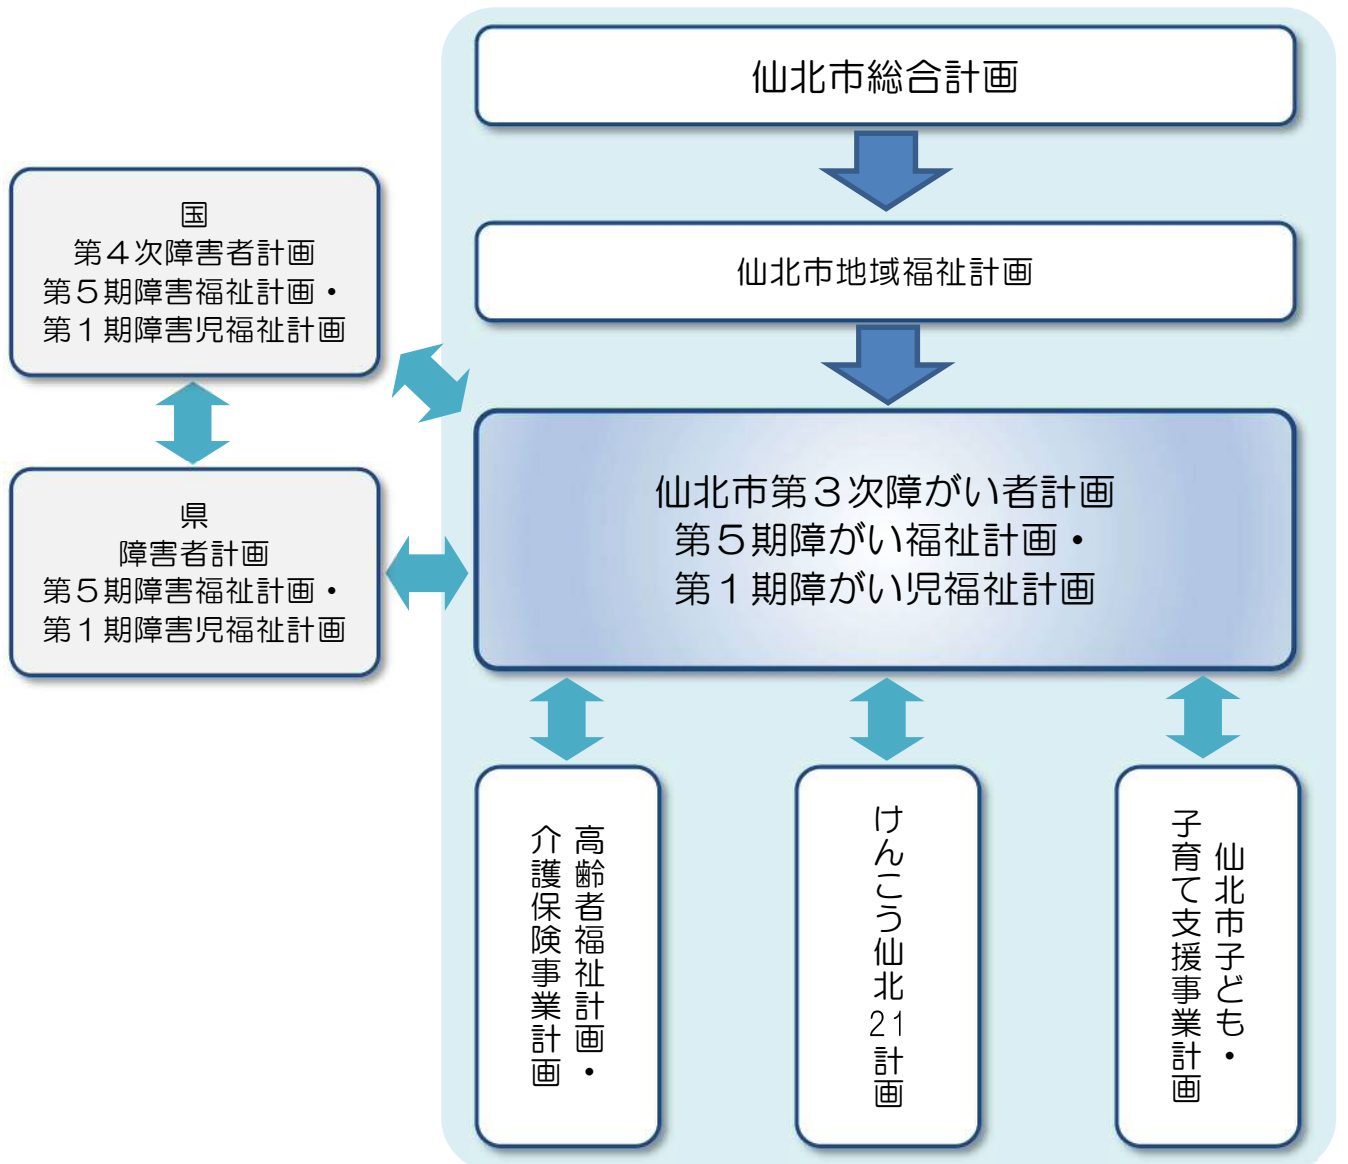 仙北市総合計画
仙北市地域福祉計画
国
第４次障害者計画
第５期障害福祉計画・
第１期障害児福祉計画
県
障害者計画
第５期障害福祉計画・
第１期障害児福祉計画
仙北市第３次障がい者計画
第５期障がい福祉計画・
第１期障がい児福祉計画
高齢者福祉計画・
介護保険事業計画
けんこう仙北21計画
仙北市子ども・
子育て支援事業計画